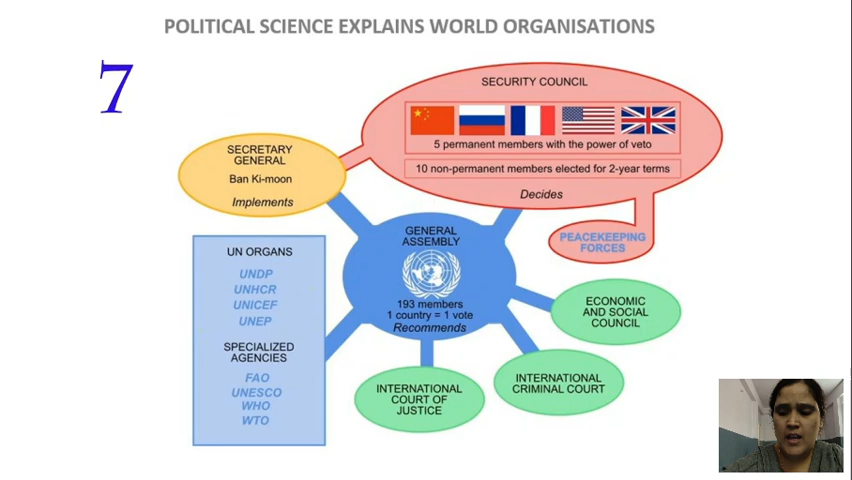 POLITICAL SCIENCE EXPLAINS WORLD ORGANISATIONS
7
SECURITY COUNCIL
5 permanent members with the power of veto
10 non-permanent members elected for 2-year terms
Decides
SECRETARY
GENERAL
Ban Ki-moon
Implements
PEACEKEEPING
FORCES
GENERAL
ASSEMBLY
193 members
1 country = 1 vote
Recommends
UN ORGANS
UNDP
UNHCR
UNICEF
UNEP
SPECIALIZED
AGENCIES
FAO
UNESCO
WHO
WTO
ECONOMIC
AND SOCIAL
COUNCIL
INTERNATIONAL
CRIMINAL COURT
INTERNATIONAL
COURT OF
JUSTICE